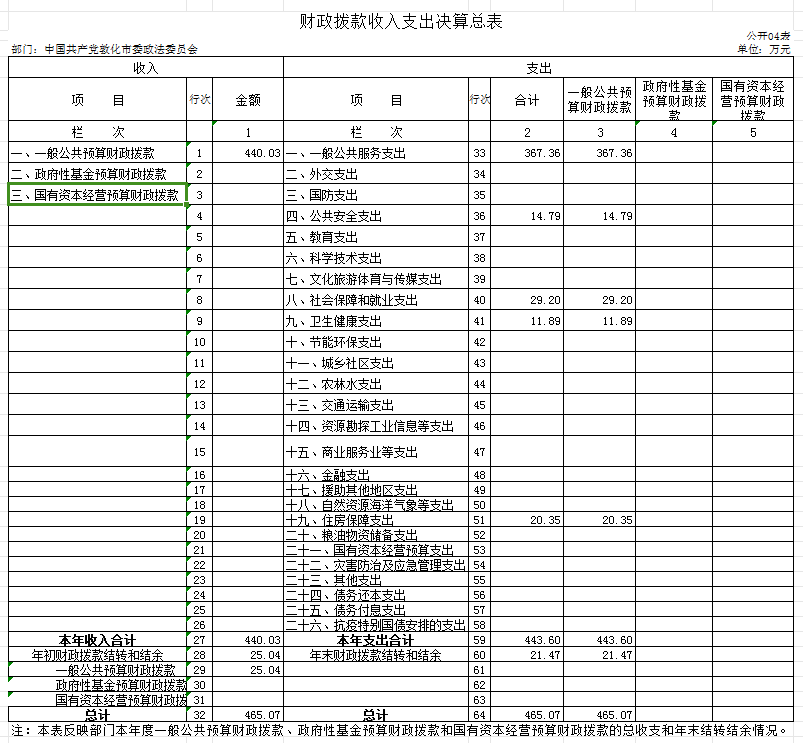 财政拨款收入支出决算总表
公开04表
部门：中国共产党敦化市委政法委员会 单位：万元
收入 支出
项 目 行次 金额 项 目 行次 合计 一般公共预算财政拨款 政府性基金预算财政拨款 国有资本经营预算财政拨款
栏 次 1 栏 次 2 3 4 5
一、一般公共预算财政拨款 1 440.03 一、一般公共服务支出 33 367.36 367.36
二、政府性基金预算财政拨款 2 二、外交支出 34
三、国有资本经营预算财政拨款 3 三、国防支出 35
4 四、公共安全支出 36 14.79 14.79
5 五、教育支出 37
6 六、科学技术支出 38
7 七、文化旅游体育与传媒支出 39
8 八、社会保障和就业支出 40 29.20 29.20
9 九、卫生健康支出 41 11.89 11.89
10 十、节能环保支出 42
11 十一、城乡社区支出 43
12 十二、农林水支出 44
13 十三、交通运输支出 45
14 十四、资源勘探工业信息等支出 46
15 十五、商业服务业等支出 47
16 十六、金融支出 48
17 十七、援助其他地区支出 49
18 十八、自然资源海洋气象等支出 50
19 十九、住房保障支出 51 20.35 20.35
20 二十、粮油物资储备支出 52
21 二十一、国有资本经营预算支出 53
22 二十二、灾害防治及应急管理支出 54
23 二十三、其他支出 55
24 二十四、债务还本支出 56
25 二十五、债务付息支出 57
26 二十六、抗疫特别国债安排的支出 58
本年收入合计 27 440.03 本年支出合计 59 443.60 443.60
年初财政拨款结转和结余 28 25.04 年末财政拨款结转和结余 60 21.47 21.47
一般公共预算财政拨款 29 25.04 61
政府性基金预算财政拨款 30 62
国有资本经营预算财政拨 31 63
总计 32 465.07 总计 64 465.07 465.07
注：本表反映部门本年度一般公共预算财政拨款、政府性基金预算财政拨款和国有资本经营预算财政拨款的总收支和年末结转结余情况。